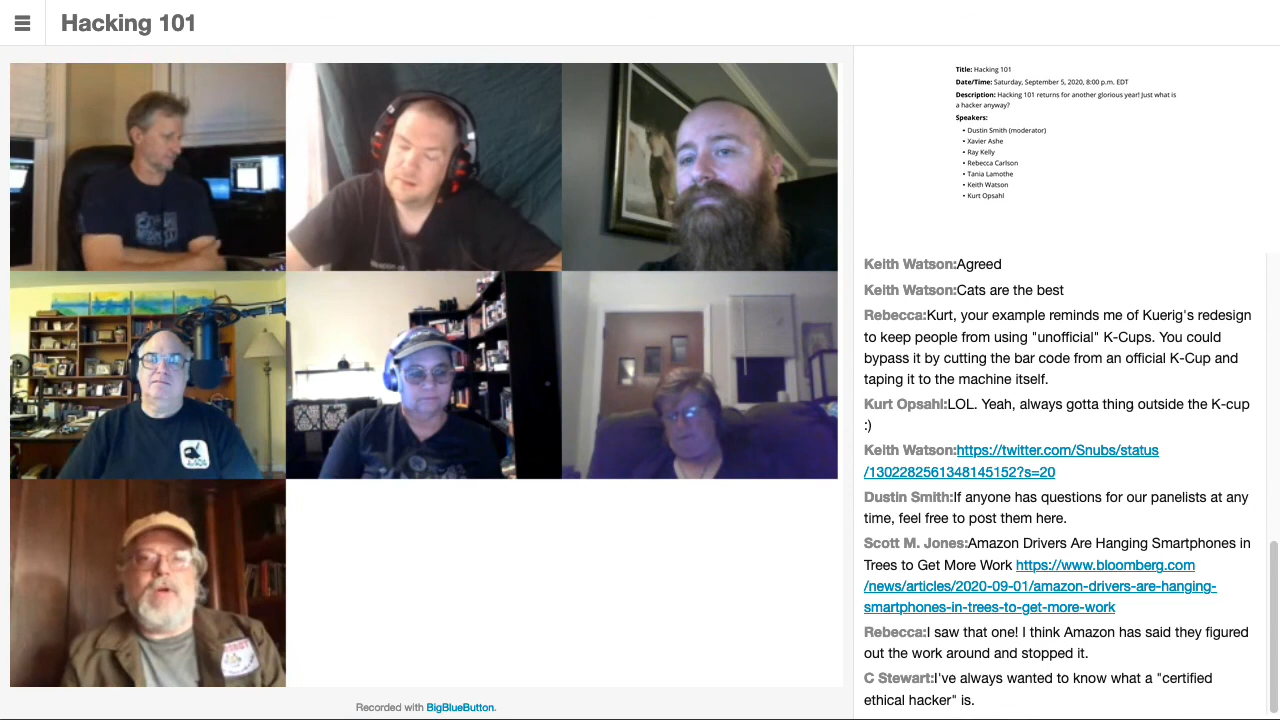 Hacking 101
Title: Hacking 101
Date/Time: Saturday, September 5, 2020, 8:00 p.m. EDT
Description: Hacking 101 returns for another glorious year! Just what is
a hacker anyway?
Speakers:
• Dustin Smith (moderator)
• Xavier Ashe
• Ray Kelly
• Rebecca Carlson
• Tania Lamothe
• Keith Watson
• Kurt Opsahl
Keith Watson:Agreed
Keith Watson:Cats are the best
Rebecca:Kurt, your example reminds me of Kuerig's redesign
to keep people from using "unofficial" K-Cups. You could
bypass it by cutting the bar code from an official K-Cup and
taping it to the machine itself.
Kurt Opsahl:LOL. Yeah, always gotta thing outside the K-cup
:)
Keith Watson:https://twitter.com/Snubs/status
/1302282561348145152?s=20
Dustin Smith:If anyone has questions for our panelists at any
time, feel free to post them here.
Scott M. Jones:Amazon Drivers Are Hanging Smartphones in
Trees to Get More Work https://www.bloomberg.com
/news/articles/2020-09-01/amazon-drivers-are-hanging-
smartphones-in-trees-to-get-more-work
Rebecca:I saw that one! I think Amazon has said they figured
out the work around and stopped it.
C Stewart:I've always wanted to know what a "certified
ethical hacker" is.
Recorded with BigBlueButton.